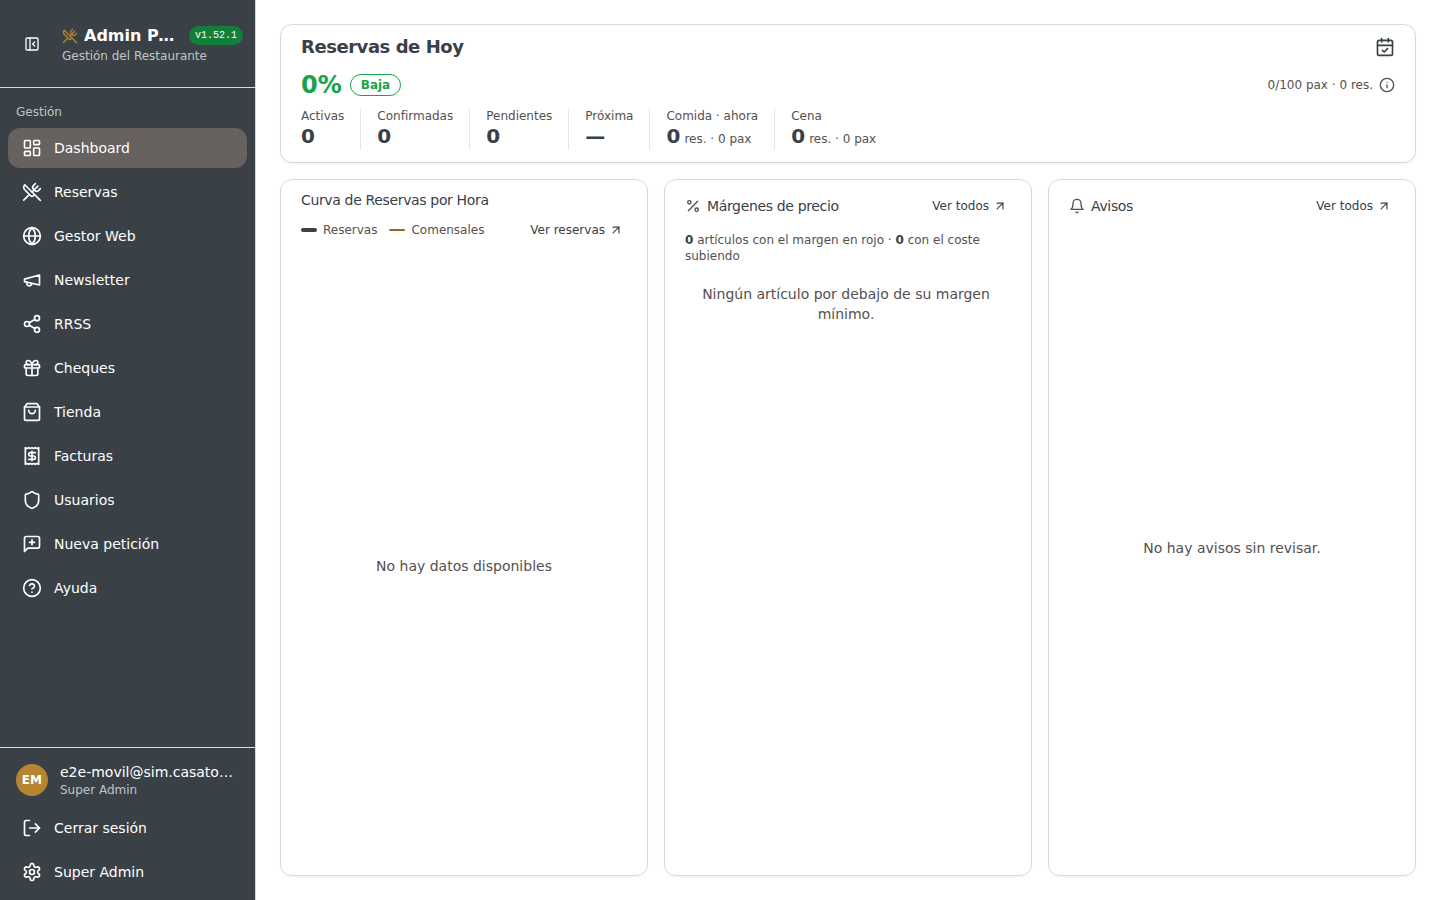 Admin P...
v1.52.1
Gestión del Restaurante
Gestión
Dashboard
Reservas
Gestor Web
Newsletter
RRSS
Cheques
Tienda
Facturas
Usuarios
Nueva petición
Ayuda
EM
e2e-movil@sim.casato...
Super Admin
Cerrar sesión
Super Admin
Reservas de Hoy
0% Baja
0/100 pax · 0 res.
Activas Confirmadas Pendientes Próxima Comida · ahora Cena
0 0 0 — 0 res. · 0 pax 0 res. · 0 pax
Curva de Reservas por Hora
Reservas Comensales Ver reservas
No hay datos disponibles
Márgenes de precio Ver todos
0 artículos con el margen en rojo · 0 con el coste
subiendo
Ningún artículo por debajo de su margen
mínimo.
Avisos Ver todos
No hay avisos sin revisar.